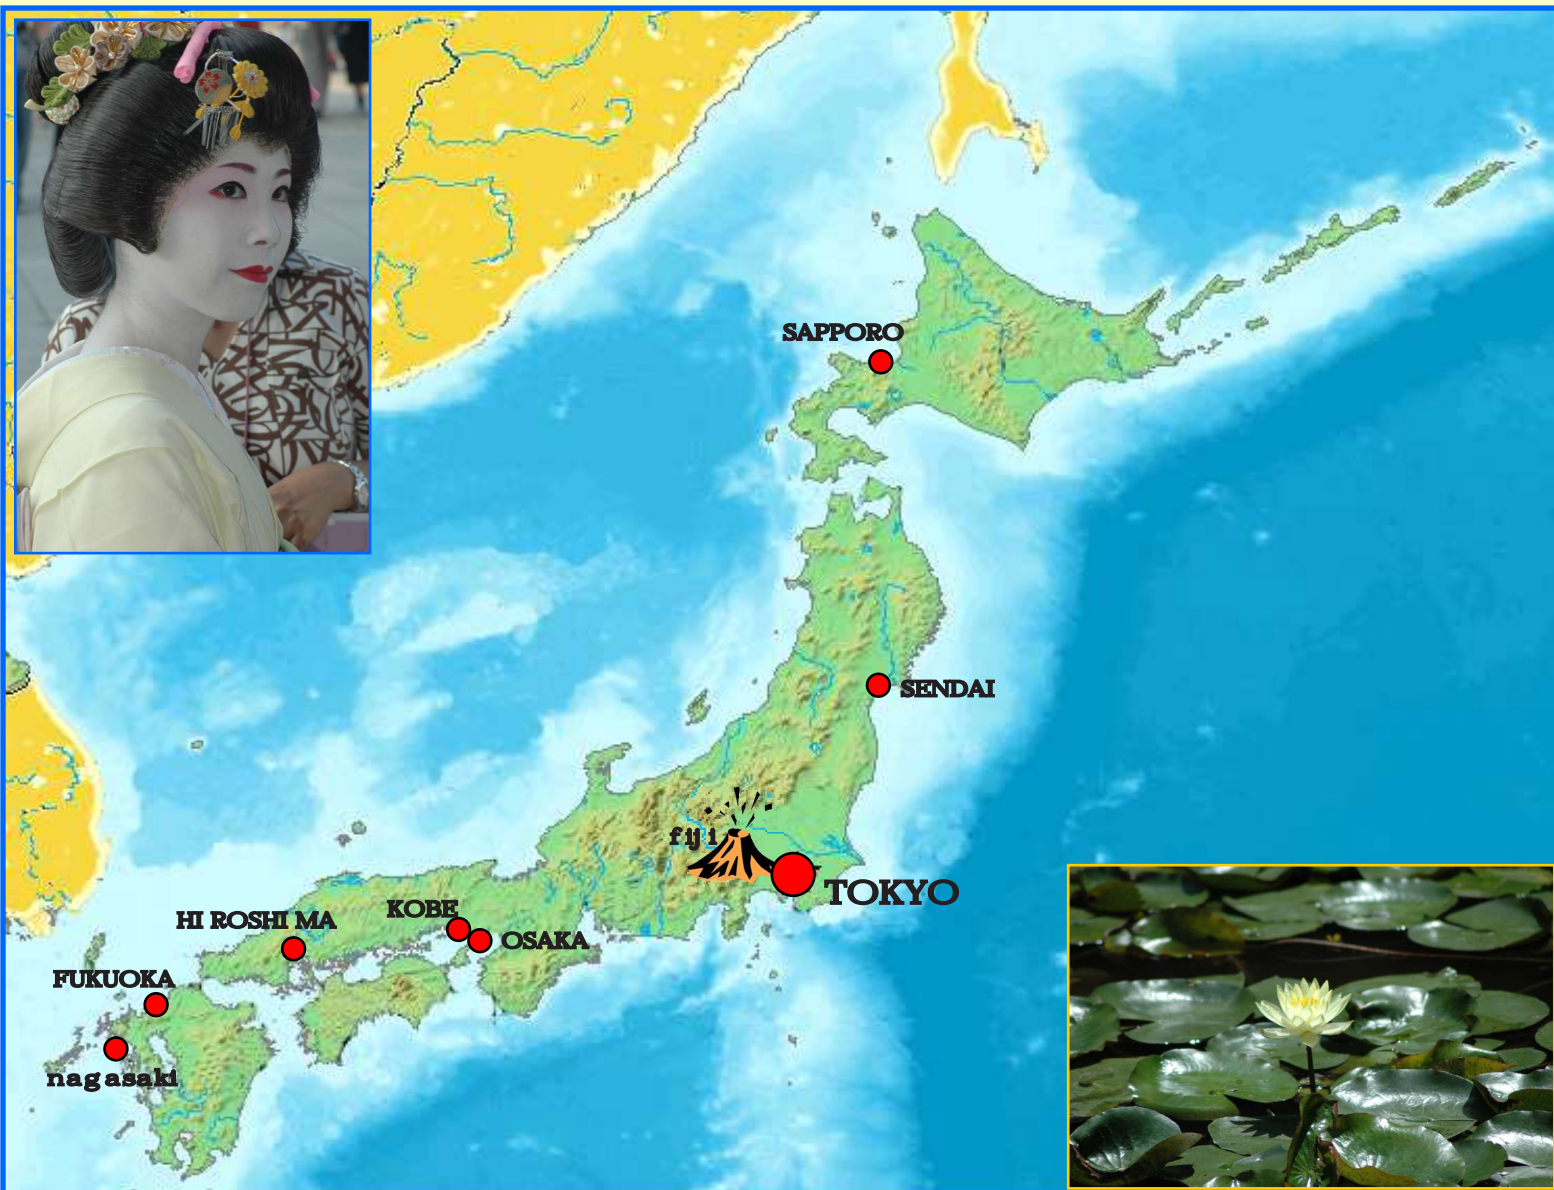 SAPPORO
SENDAI
fiji
TOKYO
KOBE
HI ROSHI MA
OSAKA
FUKUOKA
nagasaki